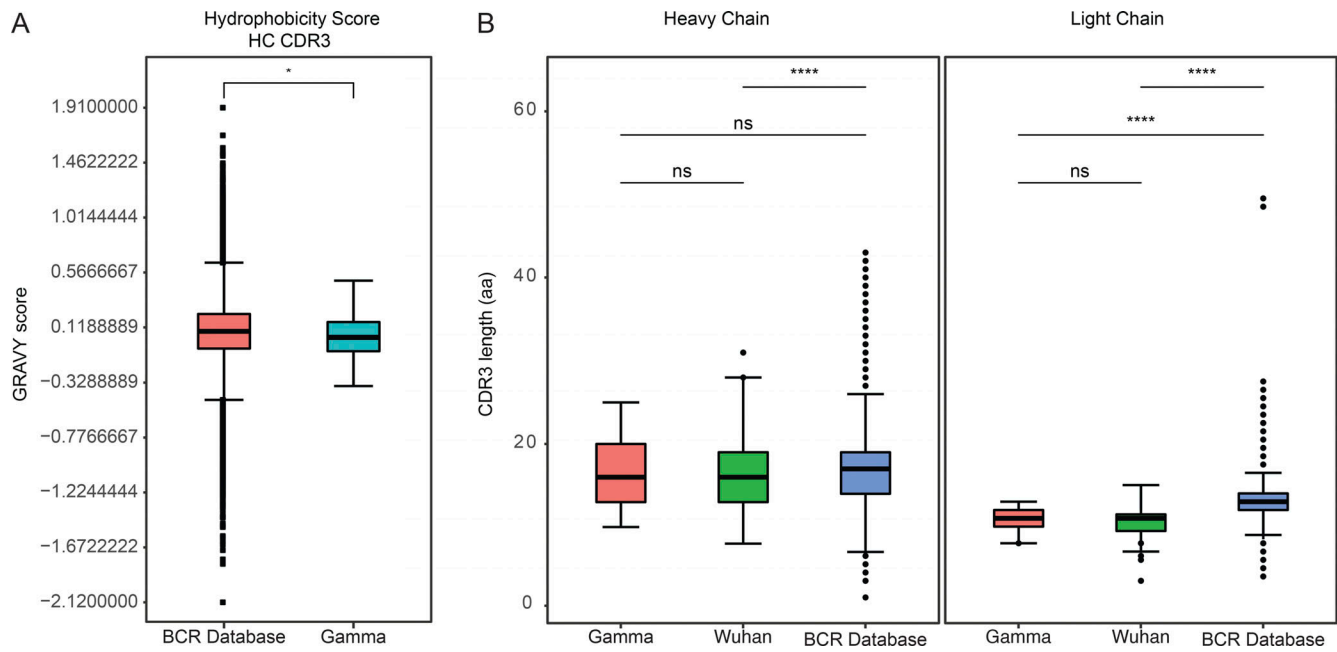 A
Hydrophobicity Score
HC CDR3
*
GRAVY score
1.9100000
1.4622222
1.0144444
0.5666667
0.1188889
−0.3288889
−0.7766667
−1.2244444
−1.6722222
−2.1200000
BCR Database
Gamma
B
Heavy Chain
Light Chain
CDR3 length (aa)
60
40
20
0
****
ns
ns
Gamma
Wuhan
BCR Database
****
****
ns
Gamma
Wuhan
BCR Database